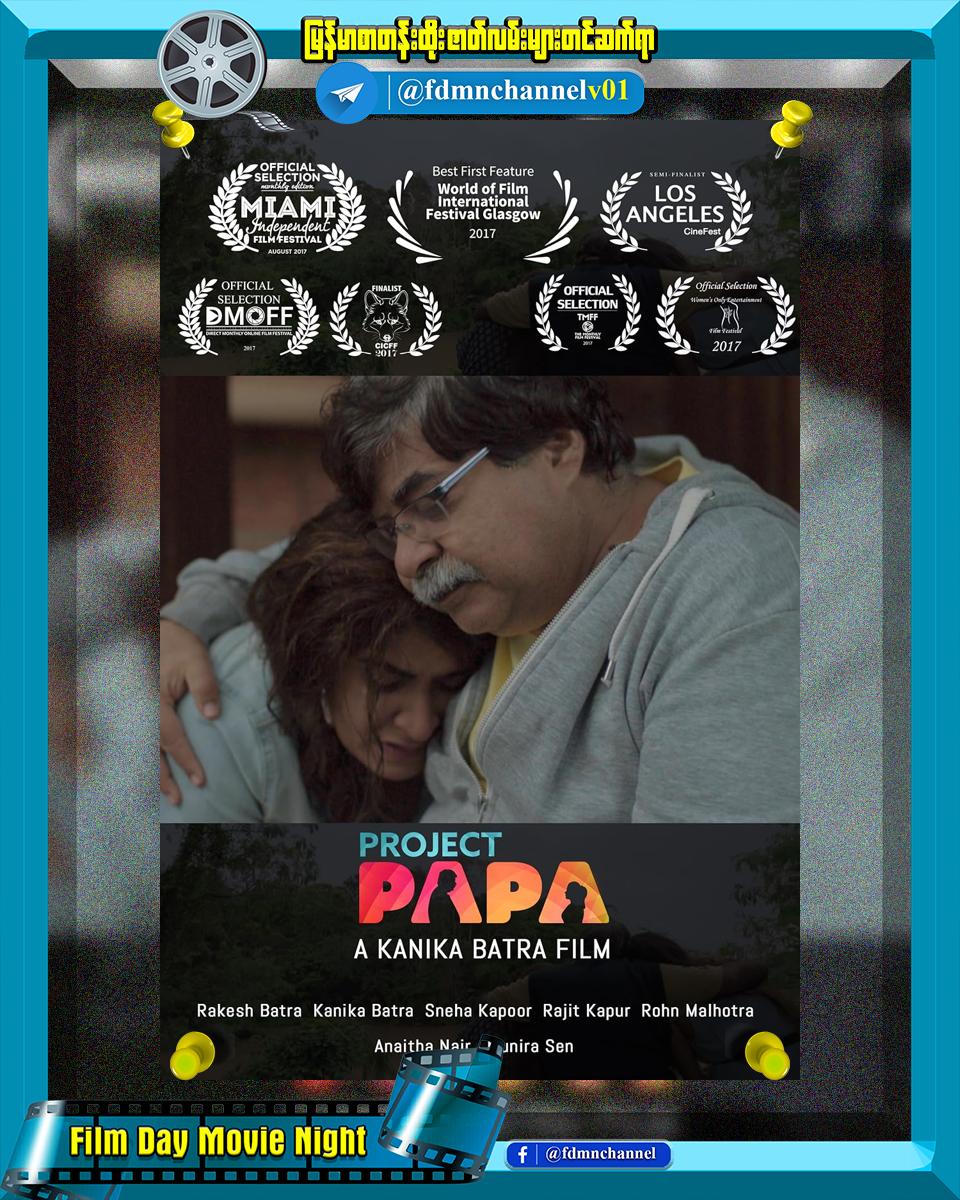 မြန်မာစာတန်းထိုးဇာတ်လမ်းများတင်ဆက်ရာ
@fdmnchannelv01
OFFICIAL
SELECTION
monthly edition
MIAMI
Independent
FILM FESTIVAL
AUGUST 2017
Best First Feature
World of Film
International
Festival Glasgow
2017
SEMI-FINALIST
LOS
ANGELES
CineFest
OFFICIAL
SELECTION
DMOFF
DIRECT MONTHLY ONLINE FILM FESTIVAL
2017
FINALIST
CICFF
2017
OFFICIAL
SELECTION
TMFF
THE MONTHLY
FILM FESTIVAL
2017
Official Selection
Women's Only Entertainment
Film Festival
2017
PROJECT
PAPA
A KANIKA BATRA FILM
Rakesh Batra Kanika Batra Sneha Kapoor Rajit Kapur Rohn Malhotra
Anaitha Nair Sen
Film Day Movie Night
@fdmnchannel